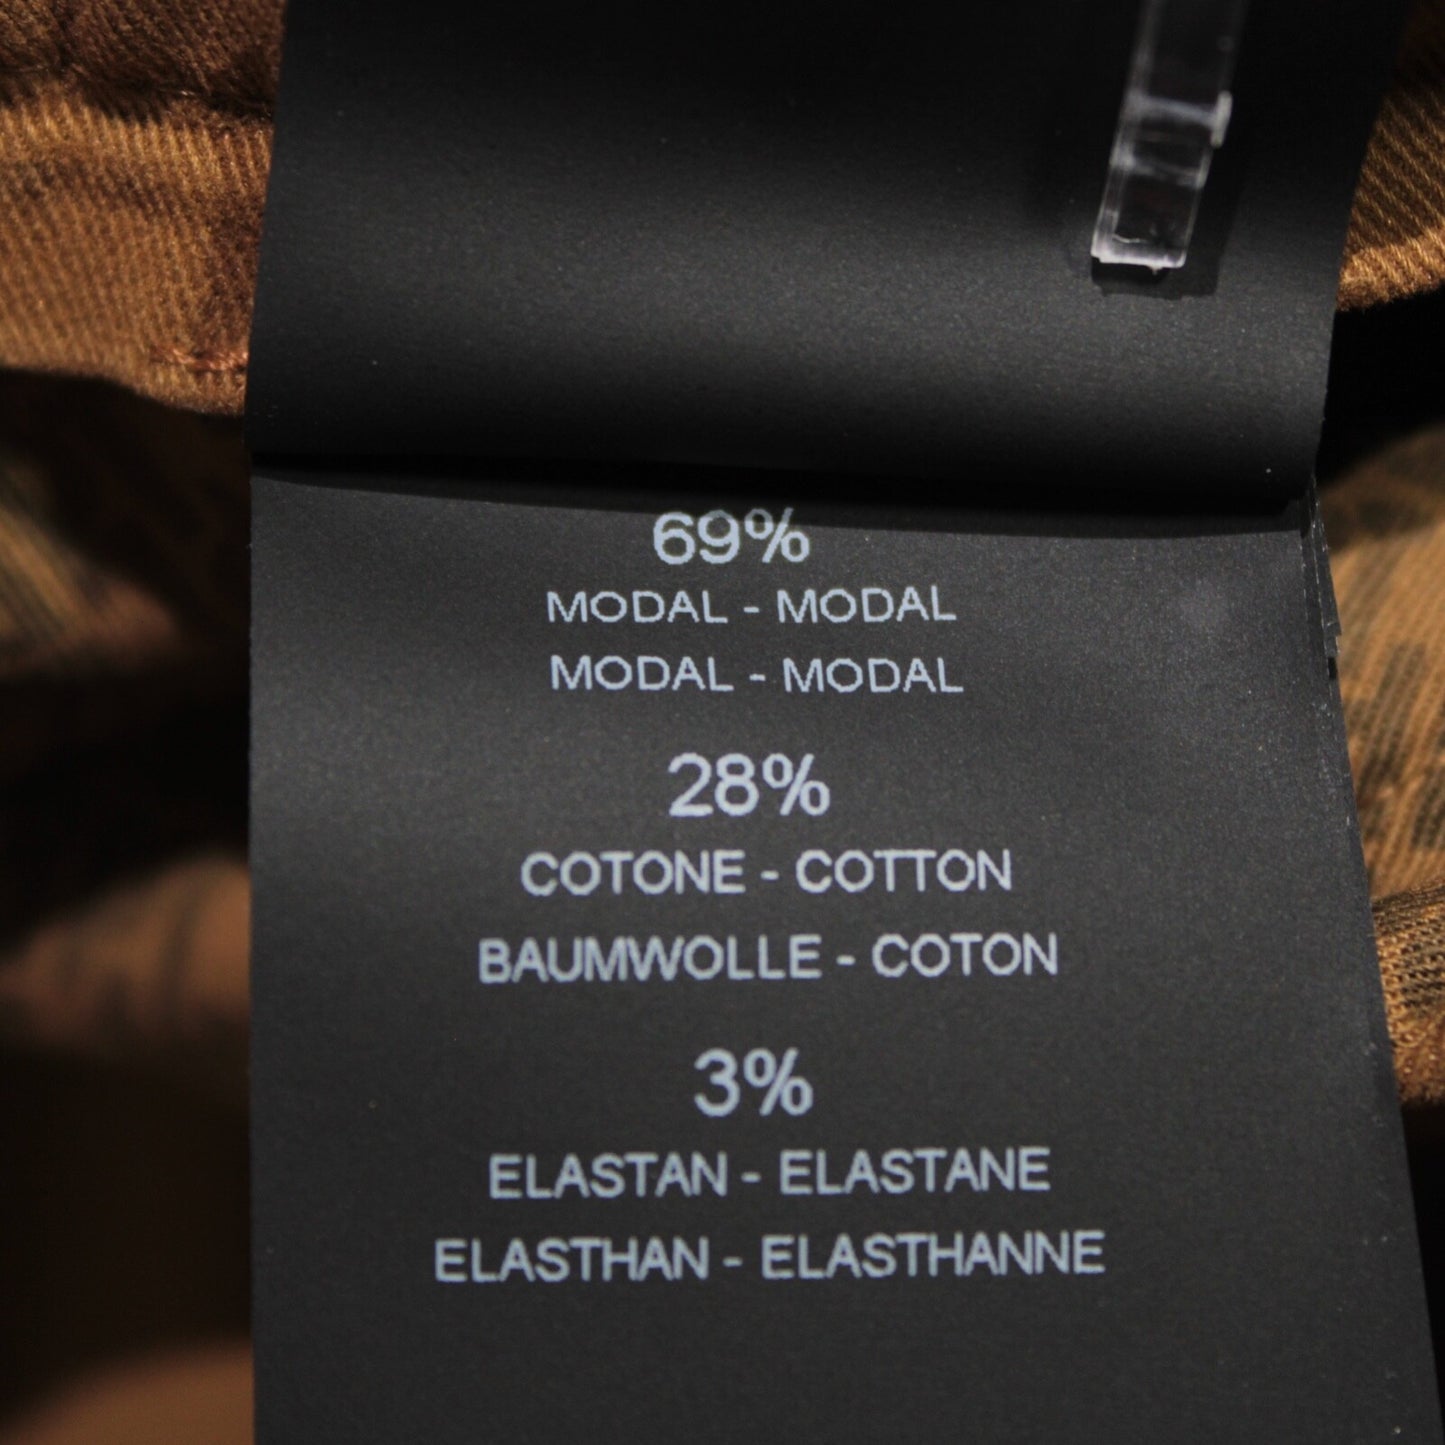 69%
MODAL - MODAL
MODAL - MODAL
28%
COTONE - COTTON
BAUMWOLLE - COTON
3%
ELASTAN - ELASTANE
ELASTHAN - ELASTHANNE